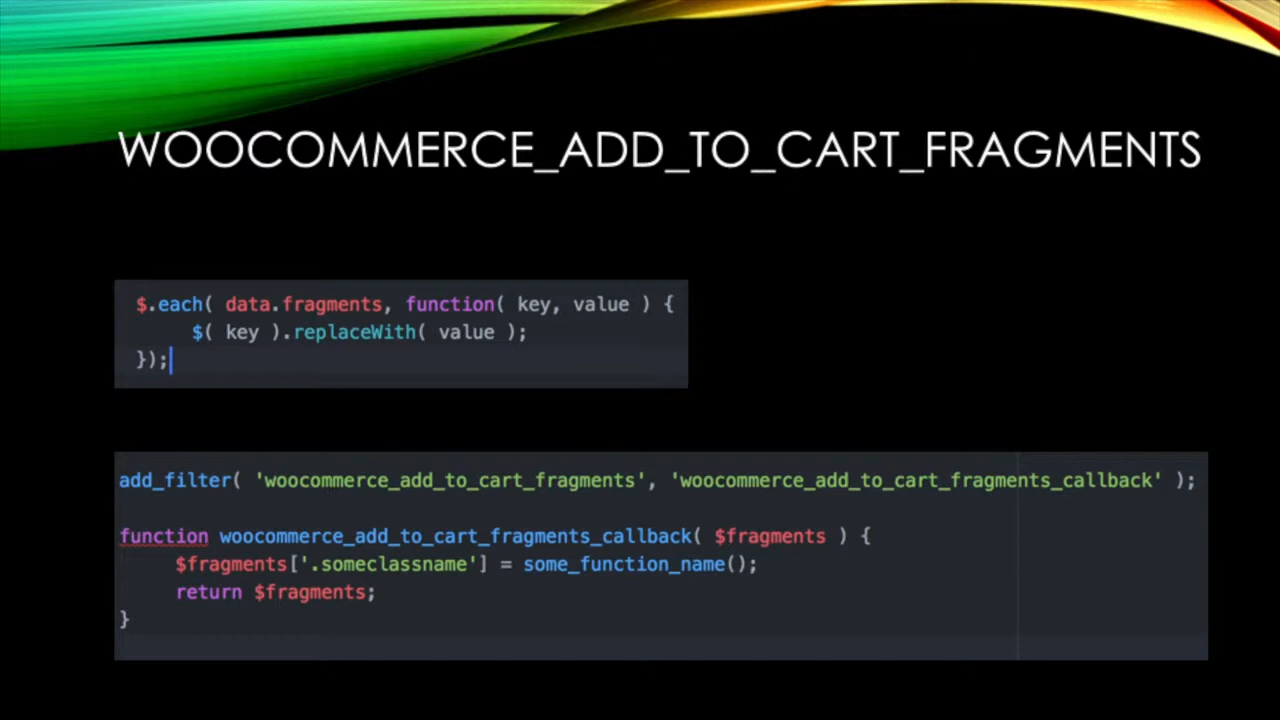 WOOCOMMERCE_ADD_TO_CART_FRAGMENTS
$.each( data.fragments, function( key, value ) {
$( key ).replaceWith( value );
});
add_filter( 'woocommerce_add_to_cart_fragments', 'woocommerce_add_to_cart_fragments_callback' );
function woocommerce_add_to_cart_fragments_callback( $fragments ) {
$fragments['.someclassname'] = some_function_name();
return $fragments;
}